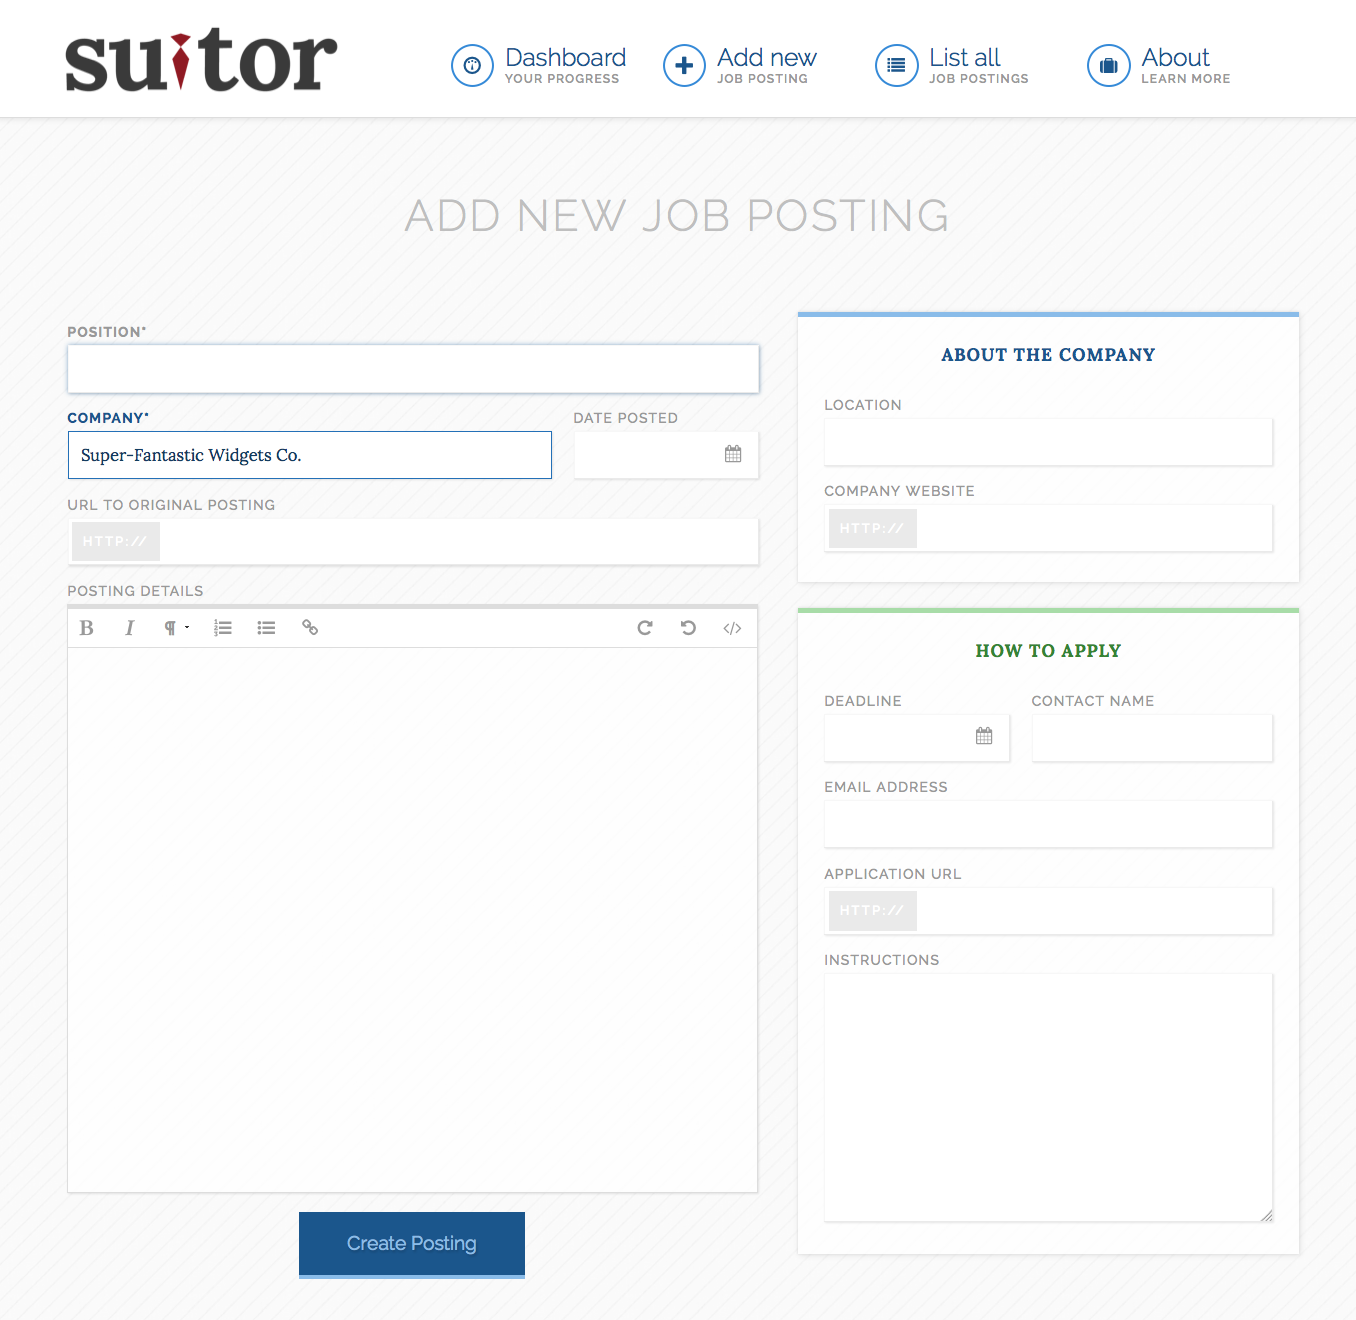 suitor
Dashboard
YOUR PROGRESS
Add new
JOB POSTING
List all
JOB POSTINGS
About
LEARN MORE
ADD NEW JOB POSTING
POSITION*
COMPANY*
DATE POSTED
Super-Fantastic Widgets Co.
URL TO ORIGINAL POSTING
HTTP://
POSTING DETAILS
B I ¶ </>
Create Posting
ABOUT THE COMPANY
LOCATION
COMPANY WEBSITE
HTTP://
HOW TO APPLY
DEADLINE
CONTACT NAME
EMAIL ADDRESS
APPLICATION URL
HTTP://
INSTRUCTIONS